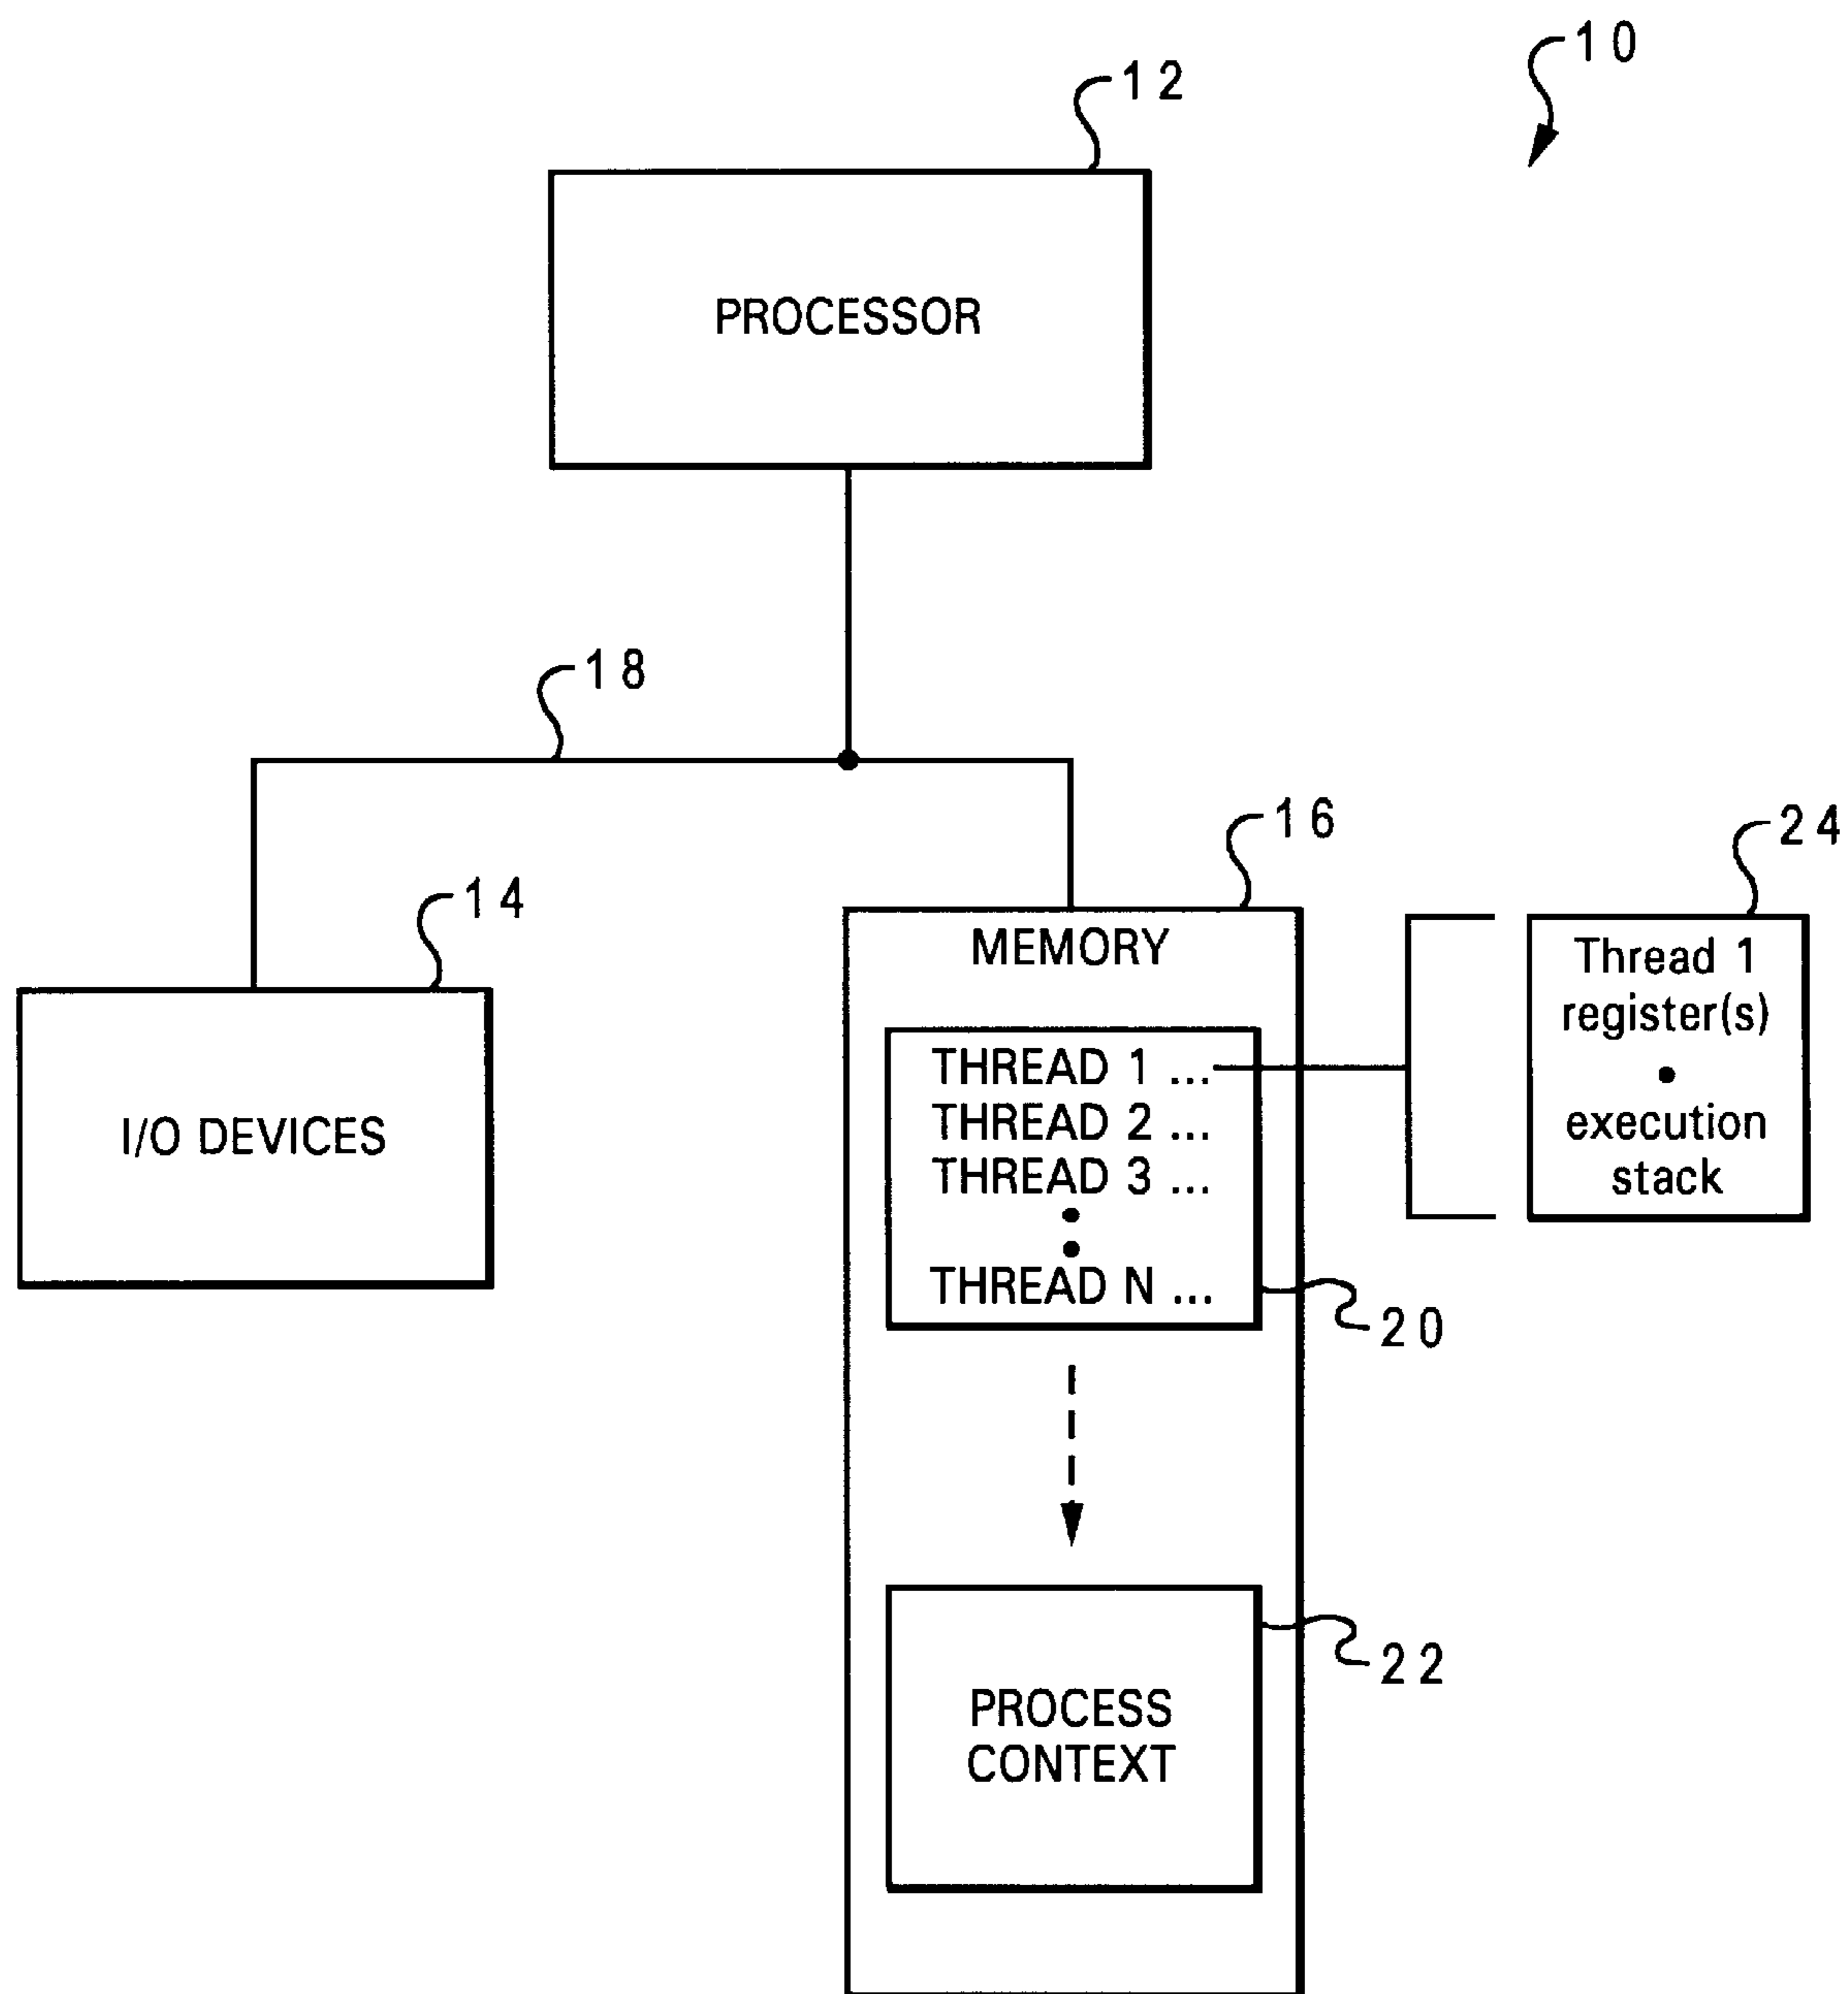 10
12
PROCESSOR
18
16
24
14
MEMORY
Thread 1
register(s)
•
execution
stack
I/O DEVICES
THREAD 1 ...
THREAD 2 ...
THREAD 3 ...
•
•
THREAD N ...
20
22
PROCESS
CONTEXT